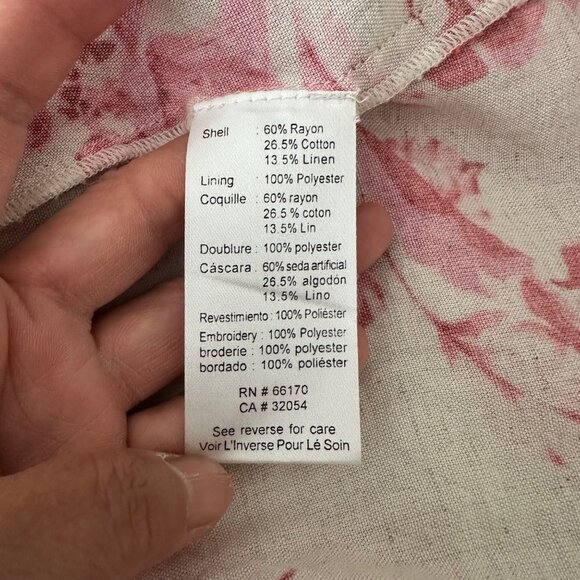 Shell : 60% Rayon
26.5% Cotton
13.5% Linen
Lining : 100% Polyester
Coquille : 60% rayon
26.5 % coton
13.5% Lin
Doublure : 100% polyester
Cáscara : 60% seda artificial
26.5% algodón
13.5% Lino
Revestimiento : 100% Poliéster
Embroidery : 100% Polyester
broderie : 100% polyester
bordado : 100% poliéster
RN # 66170
CA # 32054
See reverse for care
Voir L'Inverse Pour Lé Soin